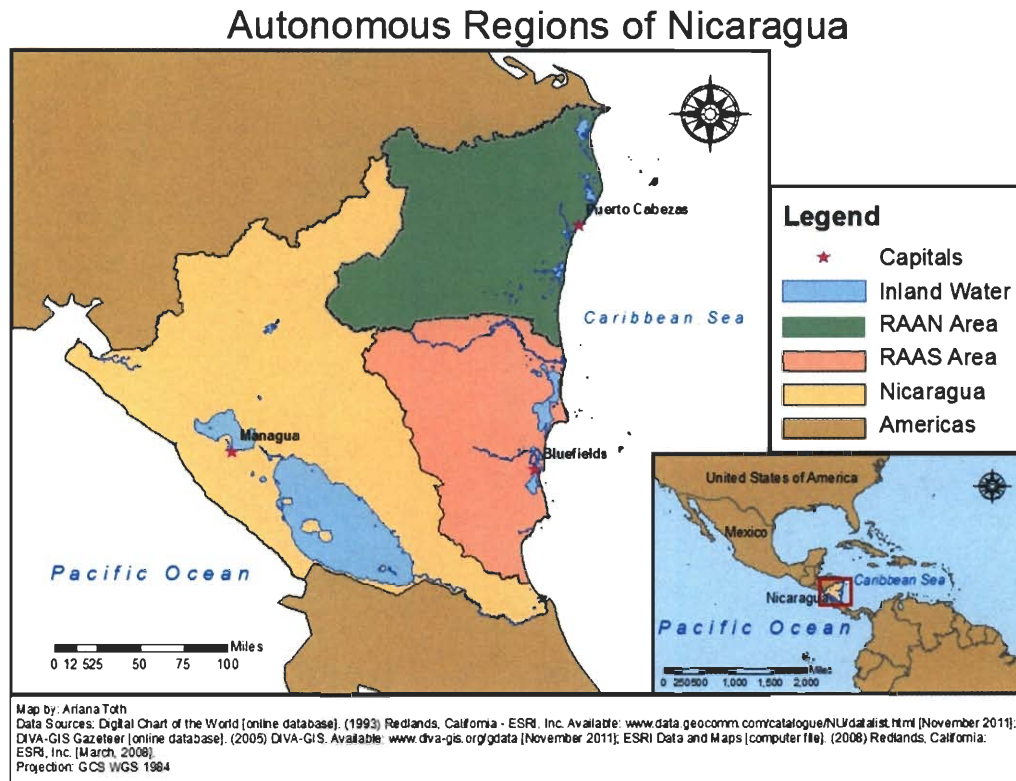 Autonomous Regions of Nicaragua
Puerto Cabezas
Caribbean Sea
Managua
Bluefields
Pacific Ocean
Miles
0 12.525 50 75 100
Legend
Capitals
Inland Water
RAAN Area
RAAS Area
Nicaragua
Americas
United States of America
Mexico
Caribbean Sea
Nicaragua
Pacific Ocean
Miles
0 250500 1,000 1,500 2,000
Map by: Ariana Toth
Data Sources: Digital Chart of the World [online database]. (1993) Redlands, California - ESRI, Inc. Available: www.data.geocomm.com/catalogue/NU/datalist.html [November 2011];
DIVA-GIS Gazeteer [online database]. (2005) DIVA-GIS. Available: www.diva-gis.org/gdata [November 2011]; ESRI Data and Maps [computer file]. (2008) Redlands, California:
ESRI, Inc. [March, 2008].
Projection: GCS WGS 1984